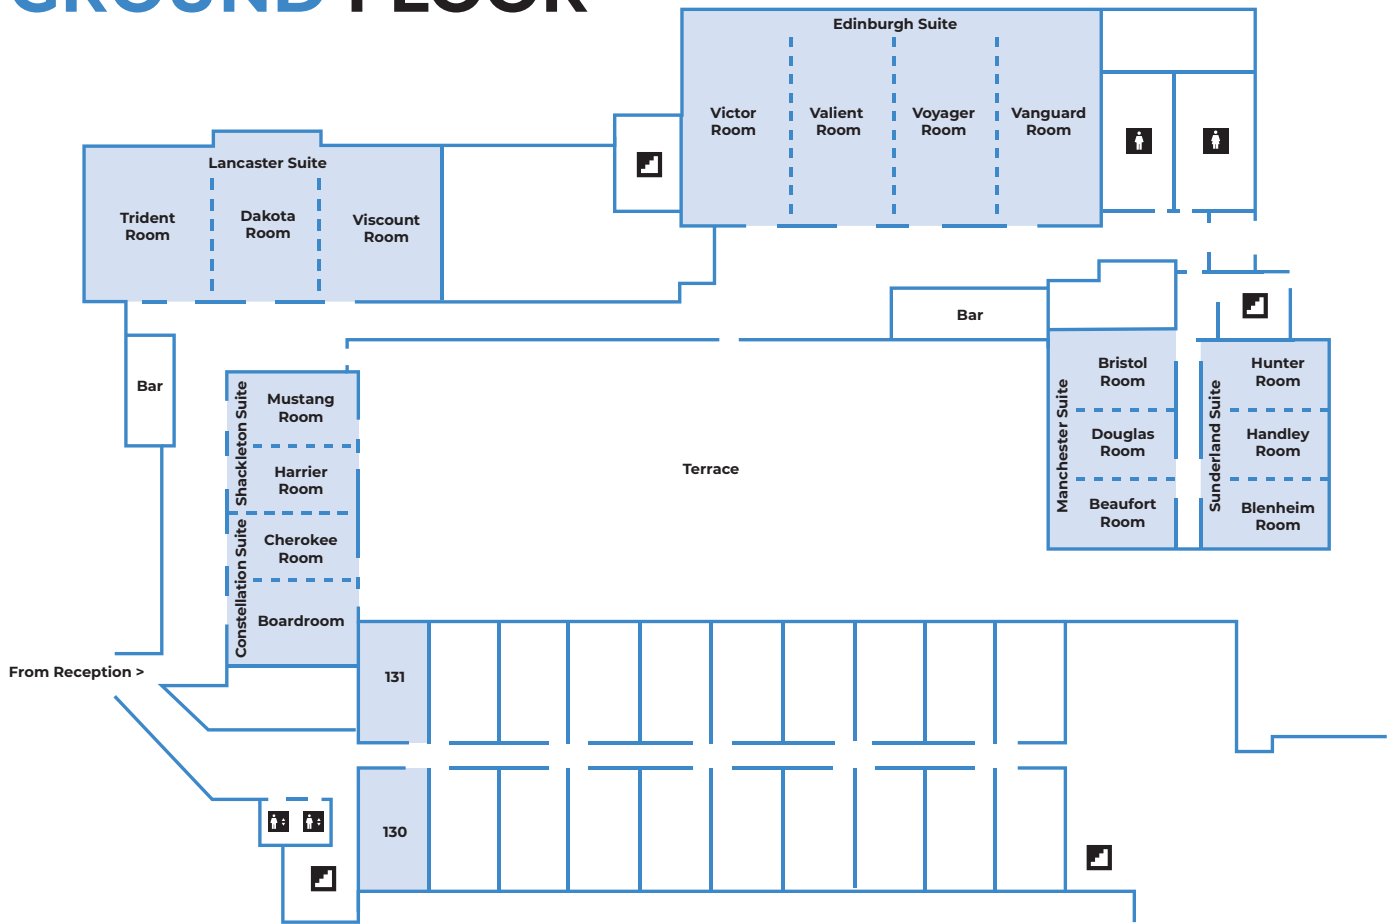 GROUND FLOOR
Edinburgh Suite
Victor
Room
Valient
Room
Voyager
Room
Vanguard
Room
Lancaster Suite
Trident
Room
Dakota
Room
Viscount
Room
Bar
Bar
Shackleton Suite
Mustang
Room
Harrier
Room
Constellation Suite
Cherokee
Room
Boardroom
Terrace
Manchester Suite
Bristol
Room
Douglas
Room
Beaufort
Room
Sunderland Suite
Hunter
Room
Handley
Room
Blenheim
Room
From Reception >
131
130